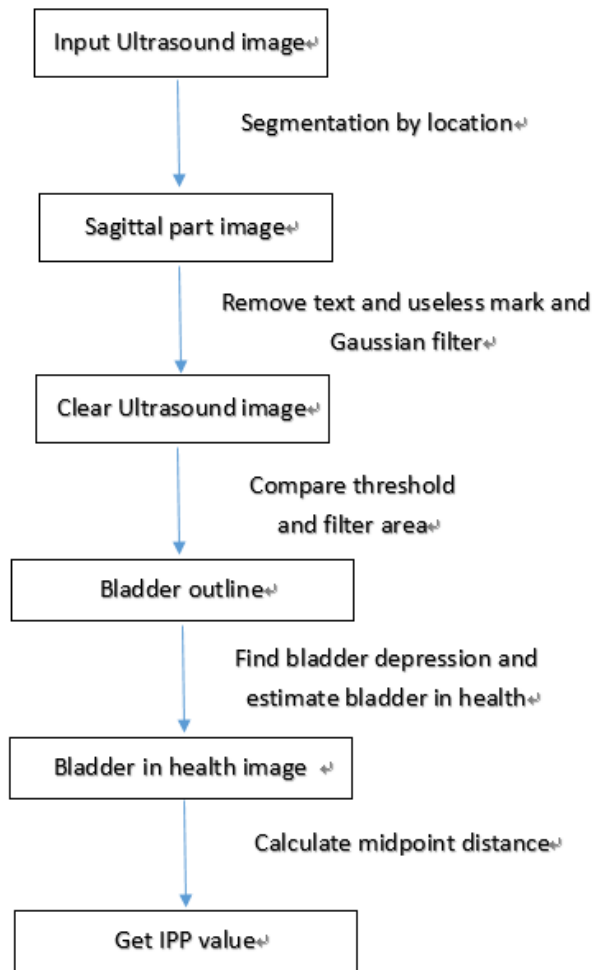 Input Ultrasound image↵
Segmentation by location↵
Sagittal part image↵
Remove text and useless mark and
Gaussian filter↵
Clear Ultrasound image↵
Compare threshold
and filter area↵
Bladder outline↵
Find bladder depression and
estimate bladder in health↵
Bladder in health image ↵
Calculate midpoint distance↵
Get IPP value↵